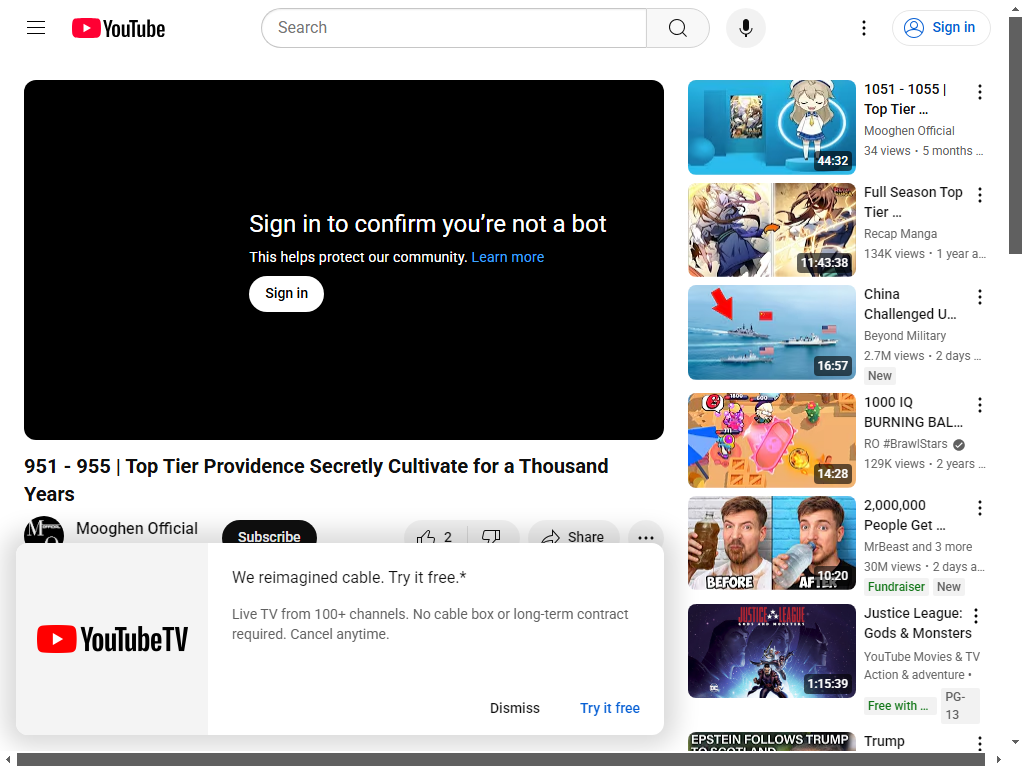 YouTube
Search
Sign in
Sign in to confirm you’re not a bot
This helps protect our community. Learn more
Sign in
951 - 955 | Top Tier Providence Secretly Cultivate for a Thousand
Years
Mooghen Official
Subscribe
2
Share
YouTubeTV
We reimagined cable. Try it free.*
Live TV from 100+ channels. No cable box or long-term contract
required. Cancel anytime.
Dismiss
Try it free
44:32
1051 - 1055 |
Top Tier ...
Mooghen Official
34 views • 5 months ...
11:43:38
Full Season Top
Tier ...
Recap Manga
134K views • 1 year a...
16:57
China
Challenged U...
Beyond Military
2.7M views • 2 days ...
New
14:28
1000 IQ
BURNING BAL...
RO #BrawlStars
129K views • 2 years ...
BEFORE
AFTER
10:20
2,000,000
People Get ...
MrBeast and 3 more
30M views • 2 days a...
Fundraiser
New
JUSTICE LEAGUE
GODS AND MONSTERS
DC
1:15:39
Justice League:
Gods & Monsters
YouTube Movies & TV
Action & adventure •
Free with ...
PG-
13
EPSTEIN FOLLOWS TRUMP
TO SCOTLAND
Trump